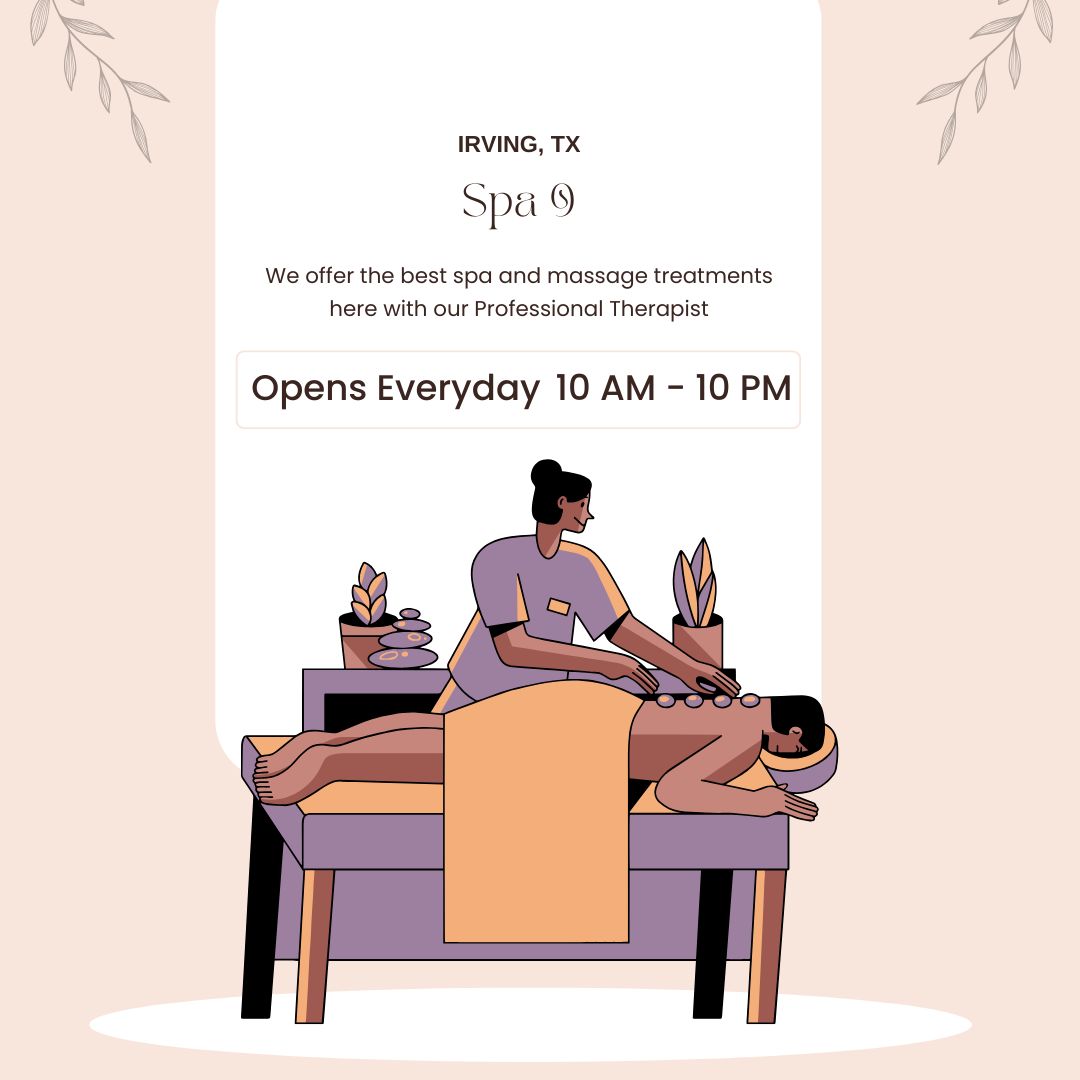 IRVING, TX
Spa 9
We offer the best spa and massage treatments
here with our Professional Therapist
Opens Everyday 10 AM - 10 PM